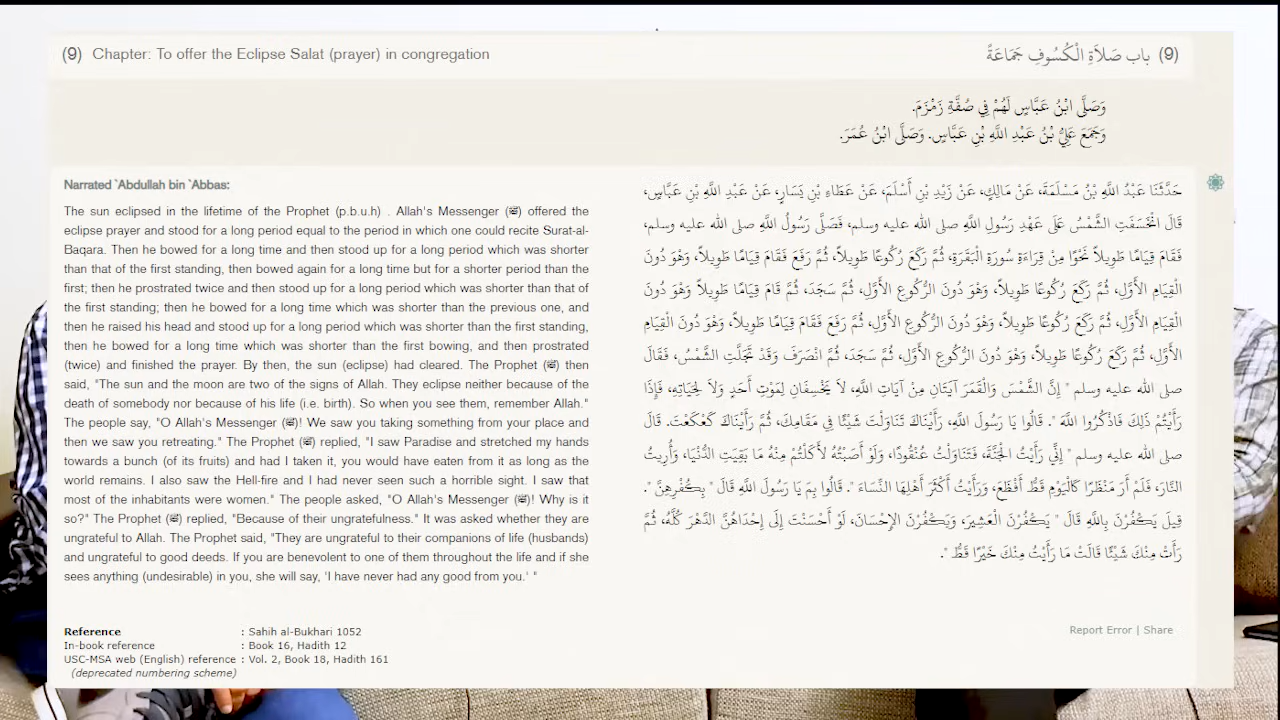 (9) Chapter: To offer the Eclipse Salat (prayer) in congregation
(9) باب صَلاَةِ الْكُسُوفِ جَمَاعَةً
وَصَلَّى ابْنُ عَبَّاسٍ لَهُمْ فِي صُفَّةِ زَمْزَمَ.
وَجَمَعَ عَلِيُّ بْنُ عَبْدِ اللَّهِ بْنِ عَبَّاسٍ. وَصَلَّى ابْنُ عُمَرَ.
Narrated `Abdullah bin `Abbas:
The sun eclipsed in the lifetime of the Prophet (p.b.u.h) . Allah's Messenger (ﷺ) offered the
eclipse prayer and stood for a long period equal to the period in which one could recite Surat-al-
Baqara. Then he bowed for a long time and then stood up for a long period which was shorter
than that of the first standing, then bowed again for a long time but for a shorter period than the
first; then he prostrated twice and then stood up for a long period which was shorter than that of
the first standing; then he bowed for a long time which was shorter than the previous one, and
then he raised his head and stood up for a long period which was shorter than the first standing,
then he bowed for a long time which was shorter than the first bowing, and then prostrated
(twice) and finished the prayer. By then, the sun (eclipse) had cleared. The Prophet (ﷺ) then
said, "The sun and the moon are two of the signs of Allah. They eclipse neither because of the
death of somebody nor because of his life (i.e. birth). So when you see them, remember Allah."
The people say, "O Allah's Messenger (ﷺ)! We saw you taking something from your place and
then we saw you retreating." The Prophet (ﷺ) replied, "I saw Paradise and stretched my hands
towards a bunch (of its fruits) and had I taken it, you would have eaten from it as long as the
world remains. I also saw the Hell-fire and I had never seen such a horrible sight. I saw that
most of the inhabitants were women." The people asked, "O Allah's Messenger (ﷺ)! Why is it
so?" The Prophet (ﷺ) replied, "Because of their ungratefulness." It was asked whether they are
ungrateful to Allah. The Prophet said, "They are ungrateful to their companions of life (husbands)
and ungrateful to good deeds. If you are benevolent to one of them throughout the life and if she
sees anything (undesirable) in you, she will say, 'I have never had any good from you.' "
حَدَّثَنَا عَبْدُ اللَّهِ بْنُ مَسْلَمَةَ، عَنْ مَالِكٍ، عَنْ زَيْدِ بْنِ أَسْلَمَ، عَنْ عَطَاءِ بْنِ يَسَارٍ، عَنْ عَبْدِ اللَّهِ بْنِ عَبَّاسٍ،
قَالَ انْخَسَفَتِ الشَّمْسُ عَلَى عَهْدِ رَسُولِ اللَّهِ صلى الله عليه وسلم، فَصَلَّى رَسُولُ اللَّهِ صلى الله عليه وسلم،
فَقَامَ قِيَامًا طَوِيلاً نَحْوًا مِنْ قِرَاءَةِ سُورَةِ الْبَقَرَةِ، ثُمَّ رَكَعَ رُكُوعًا طَوِيلاً، ثُمَّ رَفَعَ فَقَامَ قِيَامًا طَوِيلاً، وَهْوَ دُونَ
الْقِيَامِ الأَوَّلِ، ثُمَّ رَكَعَ رُكُوعًا طَوِيلاً، وَهْوَ دُونَ الرُّكُوعِ الأَوَّلِ، ثُمَّ سَجَدَ، ثُمَّ قَامَ قِيَامًا طَوِيلاً وَهْوَ دُونَ
الْقِيَامِ الأَوَّلِ، ثُمَّ رَكَعَ رُكُوعًا طَوِيلاً، وَهْوَ دُونَ الرُّكُوعِ الأَوَّلِ، ثُمَّ رَفَعَ فَقَامَ قِيَامًا طَوِيلاً، وَهْوَ دُونَ الْقِيَامِ
الأَوَّلِ، ثُمَّ رَكَعَ رُكُوعًا طَوِيلاً، وَهْوَ دُونَ الرُّكُوعِ الأَوَّلِ، ثُمَّ سَجَدَ، ثُمَّ انْصَرَفَ وَقَدْ تَجَلَّتِ الشَّمْسُ، فَقَالَ
صلى الله عليه وسلم " إِنَّ الشَّمْسَ وَالْقَمَرَ آيَتَانِ مِنْ آيَاتِ اللَّهِ، لاَ يَخْسِفَانِ لِمَوْتِ أَحَدٍ وَلاَ لِحَيَاتِهِ، فَإِذَا
رَأَيْتُمْ ذَلِكَ فَاذْكُرُوا اللَّهَ ". قَالُوا يَا رَسُولَ اللَّهِ، رَأَيْنَاكَ تَنَاوَلْتَ شَيْئًا فِي مَقَامِكَ، ثُمَّ رَأَيْنَاكَ كَعْكَعْتَ. قَالَ
صلى الله عليه وسلم " إِنِّي رَأَيْتُ الْجَنَّةَ، فَتَنَاوَلْتُ عُنْقُودًا، وَلَوْ أَصَبْتُهُ لأَكَلْتُمْ مِنْهُ مَا بَقِيَتِ الدُّنْيَا، وَأُرِيتُ
النَّارَ، فَلَمْ أَرَ مَنْظَرًا كَالْيَوْمِ قَطُّ أَفْظَعَ، وَرَأَيْتُ أَكْثَرَ أَهْلِهَا النِّسَاءَ ". قَالُوا بِمَ يَا رَسُولَ اللَّهِ قَالَ " بِكُفْرِهِنَّ ".
قِيلَ يَكْفُرْنَ بِاللَّهِ قَالَ " يَكْفُرْنَ الْعَشِيرَ، وَيَكْفُرْنَ الإِحْسَانَ، لَوْ أَحْسَنْتَ إِلَى إِحْدَاهُنَّ الدَّهْرَ كُلَّهُ، ثُمَّ
رَأَتْ مِنْكَ شَيْئًا قَالَتْ مَا رَأَيْتُ مِنْكَ خَيْرًا قَطُّ ".
Reference : Sahih al-Bukhari 1052
In-book reference : Book 16, Hadith 12
USC-MSA web (English) reference : Vol. 2, Book 18, Hadith 161
(deprecated numbering scheme)
Report Error | Share